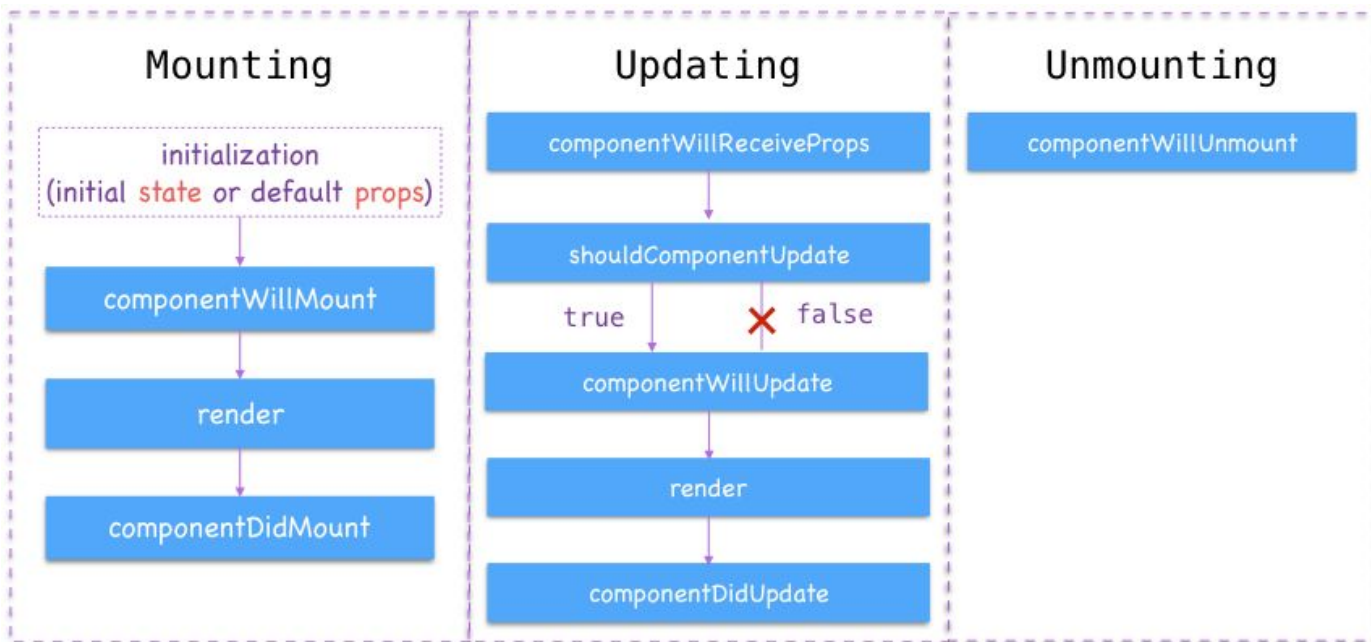 Mounting
initialization
(initial state or default props)
componentWillMount
render
componentDidMount
Updating
componentWillReceiveProps
shouldComponentUpdate
true
false
componentWillUpdate
render
componentDidUpdate
Unmounting
componentWillUnmount